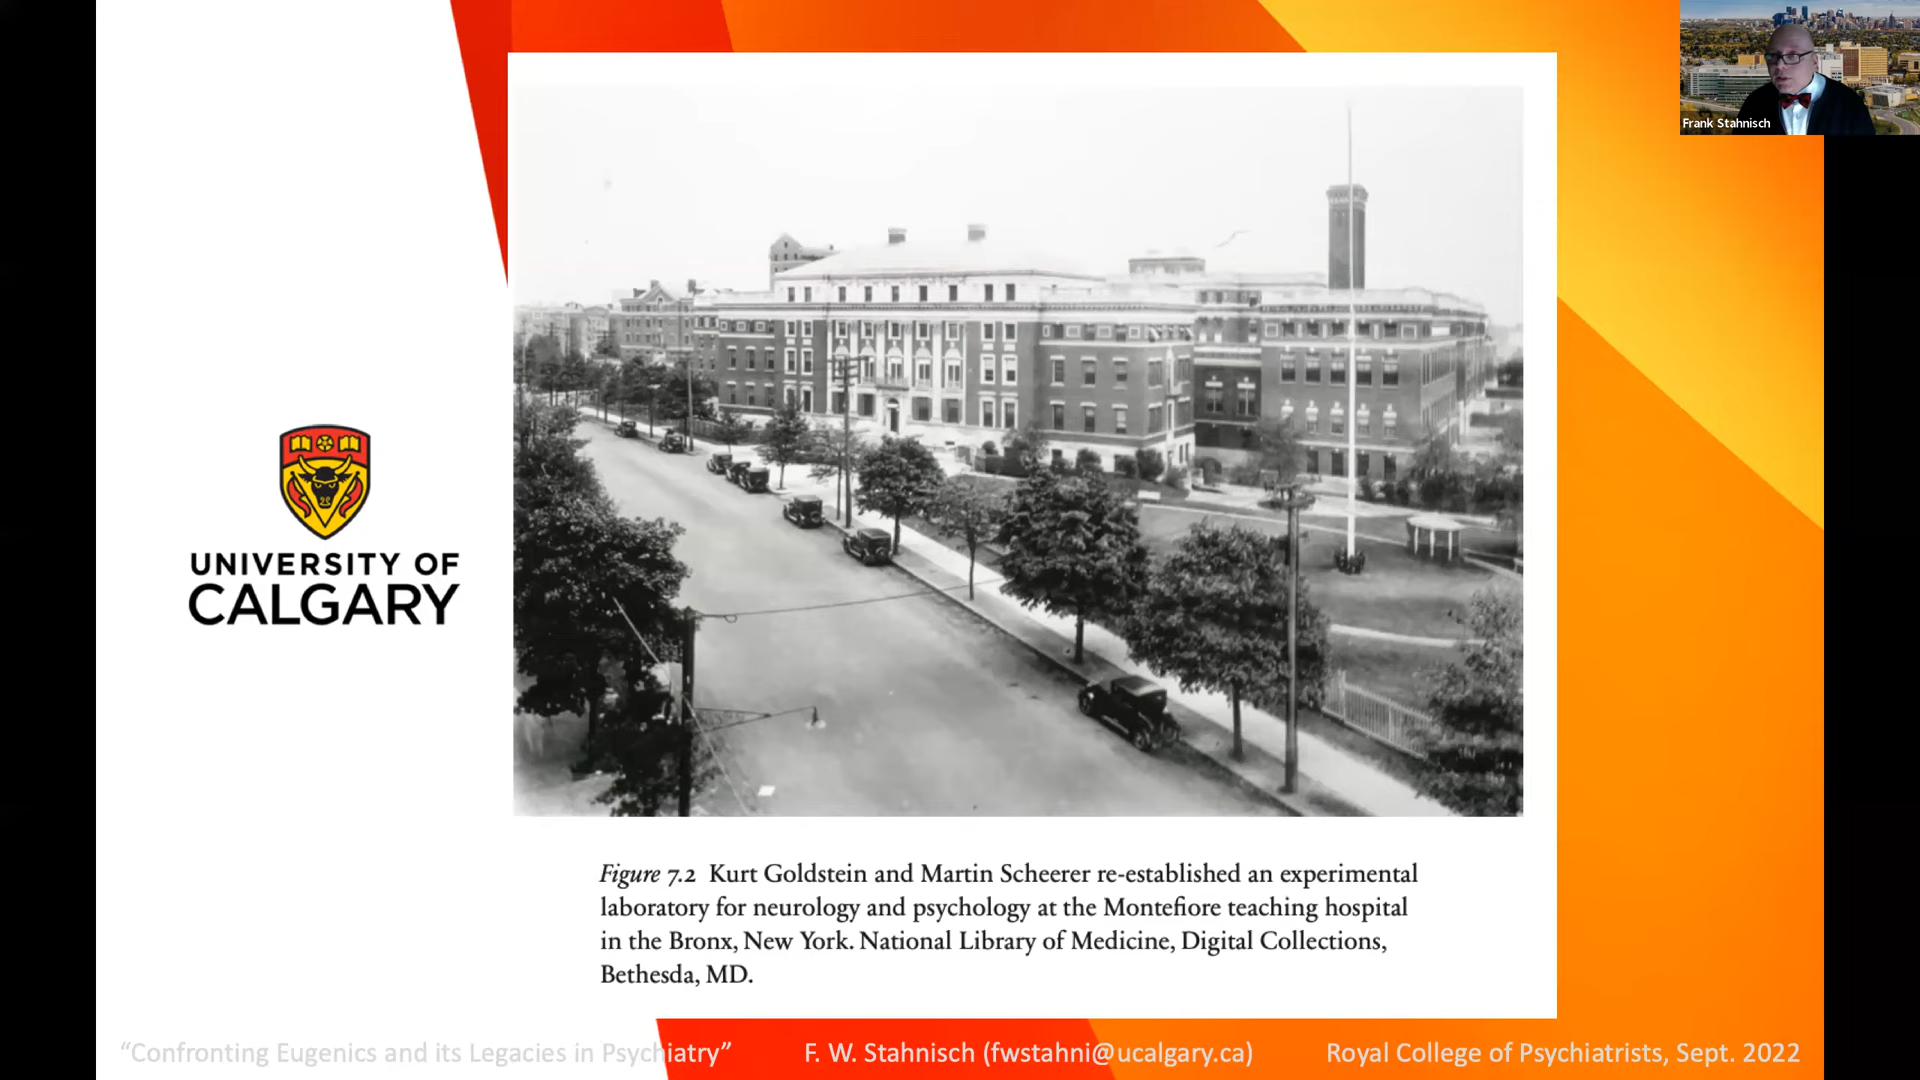 Frank Stahnisch
UNIVERSITY OF
CALGARY
Figure 7.2 Kurt Goldstein and Martin Scheerer re-established an experimental
laboratory for neurology and psychology at the Montefiore teaching hospital
in the Bronx, New York. National Library of Medicine, Digital Collections,
Bethesda, MD.
“Confronting Eugenics and its Legacies in Psychiatry” F. W. Stahnisch (fwstahni@ucalgary.ca) Royal College of Psychiatrists, Sept. 2022